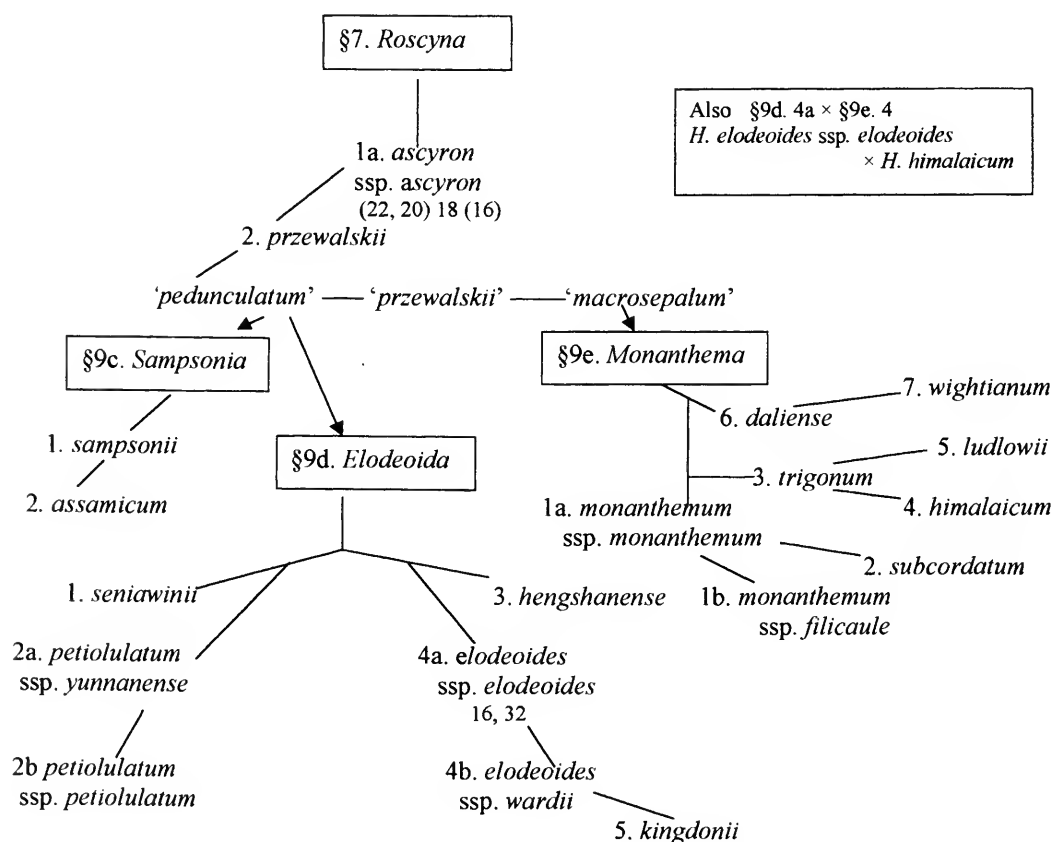 §7. Roscyna
Also §9d. 4a × §9e. 4
H. elodeoides ssp. elodeoides
× H. himalaicum
1a. ascyron
ssp. ascyron
(22, 20) 18 (16)
2. przewalskii
‘pedunculatum’ ‘przewalskii’ ‘macrosepalum’
§9c. Sampsonia
§9e. Monanthema
7. wightianum
6. daliense
1. sampsonii
5. ludlowii
§9d. Elodeoida
3. trigonum
2. assamicum
4. himalaicum
1a. monanthemum
ssp. monanthemum
2. subcordatum
1. seniawinii
3. hengshanense
1b. monanthemum
ssp. filicaule
2a. petiolulatum
ssp. yunnanense
4a. elodeoides
ssp. elodeoides
16, 32
2b petiolulatum
ssp. petiolulatum
4b. elodeoides
ssp. wardii
5. kingdonii